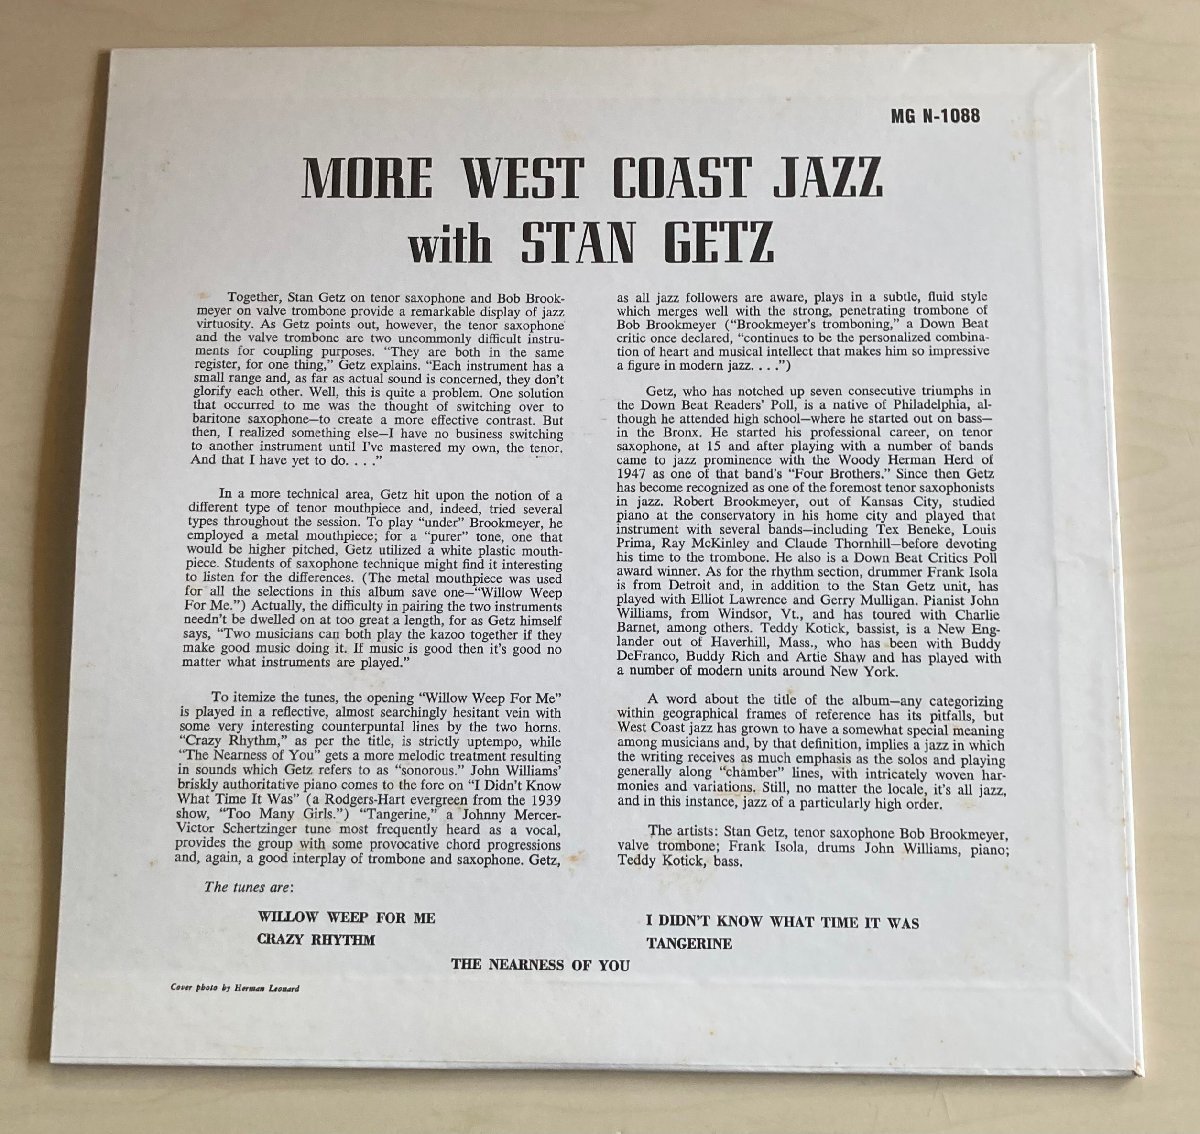 MG N-1088
MORE WEST COAST JAZZ
with STAN GETZ
Together, Stan Getz on tenor saxophone and Bob Brook-
meyer on valve trombone provide a remarkable display of jazz
virtuosity. As Getz points out, however, the tenor saxophone
and the valve trombone are two uncommonly difficult instru-
ments for coupling purposes. “They are both in the same
register, for one thing,” Getz explains. “Each instrument has a
small range and, as far as actual sound is concerned, they don’t
glorify each other. Well, this is quite a problem. One solution
that occurred to me was the thought of switching over to
baritone saxophone—to create a more effective contrast. But
then, I realized something else—I have no business switching
to another instrument until I’ve mastered my own, the tenor.
And that I have yet to do. . . .”
In a more technical area, Getz hit upon the notion of a
different type of tenor mouthpiece and, indeed, tried several
types throughout the session. To play “under” Brookmeyer, he
employed a metal mouthpiece; for a “purer” tone, one that
would be higher pitched, Getz utilized a white plastic mouth-
piece. Students of saxophone technique might find it interesting
to listen for the differences. (The metal mouthpiece was used
for all the selections in this album save one—“Willow Weep
For Me.”) Actually, the difficulty in pairing the two instruments
needn’t be dwelled on at too great a length, for as Getz himself
says, “Two musicians can both play the kazoo together if they
make good music doing it. If music is good then it’s good no
matter what instruments are played.”
To itemize the tunes, the opening “Willow Weep For Me”
is played in a reflective, almost searchingly hesitant vein with
some very interesting counterpuntal lines by the two horns.
“Crazy Rhythm,” as per the title, is strictly uptempo, while
“The Nearness of You” gets a more melodic treatment resulting
in sounds which Getz refers to as “sonorous.” John Williams’
briskly authoritative piano comes to the fore on “I Didn’t Know
What Time It Was” (a Rodgers-Hart evergreen from the 1939
show, “Too Many Girls.”) “Tangerine,” a Johnny Mercer-
Victor Schertzinger tune most frequently heard as a vocal,
provides the group with some provocative chord progressions
and, again, a good interplay of trombone and saxophone. Getz,
as all jazz followers are aware, plays in a subtle, fluid style
which merges well with the strong, penetrating trombone of
Bob Brookmeyer (“Brookmeyer’s tromboning,” a Down Beat
critic once declared, “continues to be the personalized combina-
tion of heart and musical intellect that makes him so impressive
a figure in modern jazz. . . .”)
Getz, who has notched up seven consecutive triumphs in
the Down Beat Readers’ Poll, is a native of Philadelphia, al-
though he attended high school—where he started out on bass—
in the Bronx. He started his professional career, on tenor
saxophone, at 15 and after playing with a number of bands
came to jazz prominence with the Woody Herman Herd of
1947 as one of that band’s “Four Brothers.” Since then Getz
has become recognized as one of the foremost tenor saxophonists
in jazz. Robert Brookmeyer, out of Kansas City, studied
piano at the conservatory in his home city and played that
instrument with several bands—including Tex Beneke, Louis
Prima, Ray McKinley and Claude Thornhill—before devoting
his time to the trombone. He also is a Down Beat Critics Poll
award winner. As for the rhythm section, drummer Frank Isola
is from Detroit and, in addition to the Stan Getz unit, has
played with Elliot Lawrence and Gerry Mulligan. Pianist John
Williams, from Windsor, Vt., and has toured with Charlie
Barnet, among others. Teddy Kotick, bassist, is a New Eng-
lander out of Haverhill, Mass., who has been with Buddy
DeFranco, Buddy Rich and Artie Shaw and has played with
a number of modern units around New York.
A word about the title of the album—any categorizing
within geographical frames of reference has its pitfalls, but
West Coast jazz has grown to have a somewhat special meaning
among musicians and, by that definition, implies a jazz in which
the writing receives as much emphasis as the solos and playing
generally along “chamber” lines, with intricately woven har-
monies and variations. Still, no matter the locale, it’s all jazz,
and in this instance, jazz of a particularly high order.
The artists: Stan Getz, tenor saxophone Bob Brookmeyer,
valve trombone; Frank Isola, drums John Williams, piano;
Teddy Kotick, bass.
The tunes are:
WILLOW WEEP FOR ME
CRAZY RHYTHM
I DIDN’T KNOW WHAT TIME IT WAS
TANGERINE
THE NEARNESS OF YOU
Cover photo by Herman Leonard